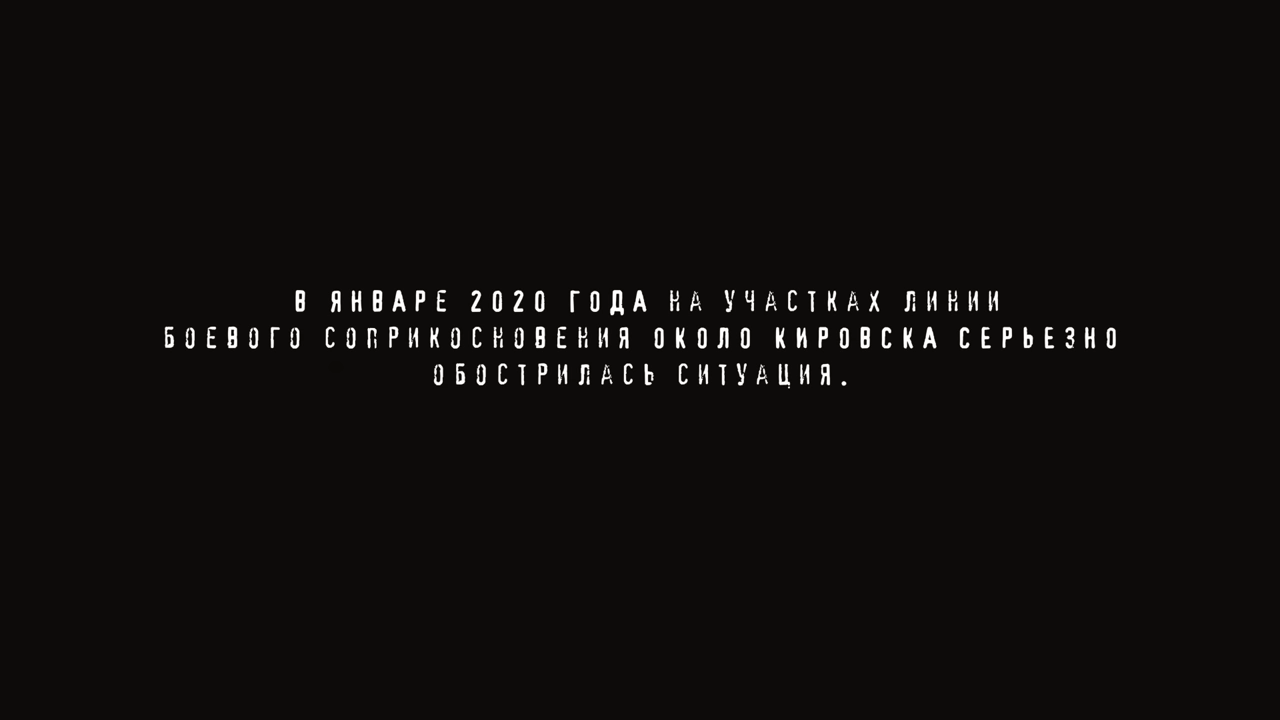 В ЯНВАРЕ 2020 ГОДА НА УЧАСТКАХ ЛИНИИ
БОЕВОГО СОПРИКОСНОВЕНИЯ ОКОЛО КИРОВСКА СЕРЬЕЗНО
ОБОСТРИЛАСЬ СИТУАЦИЯ.